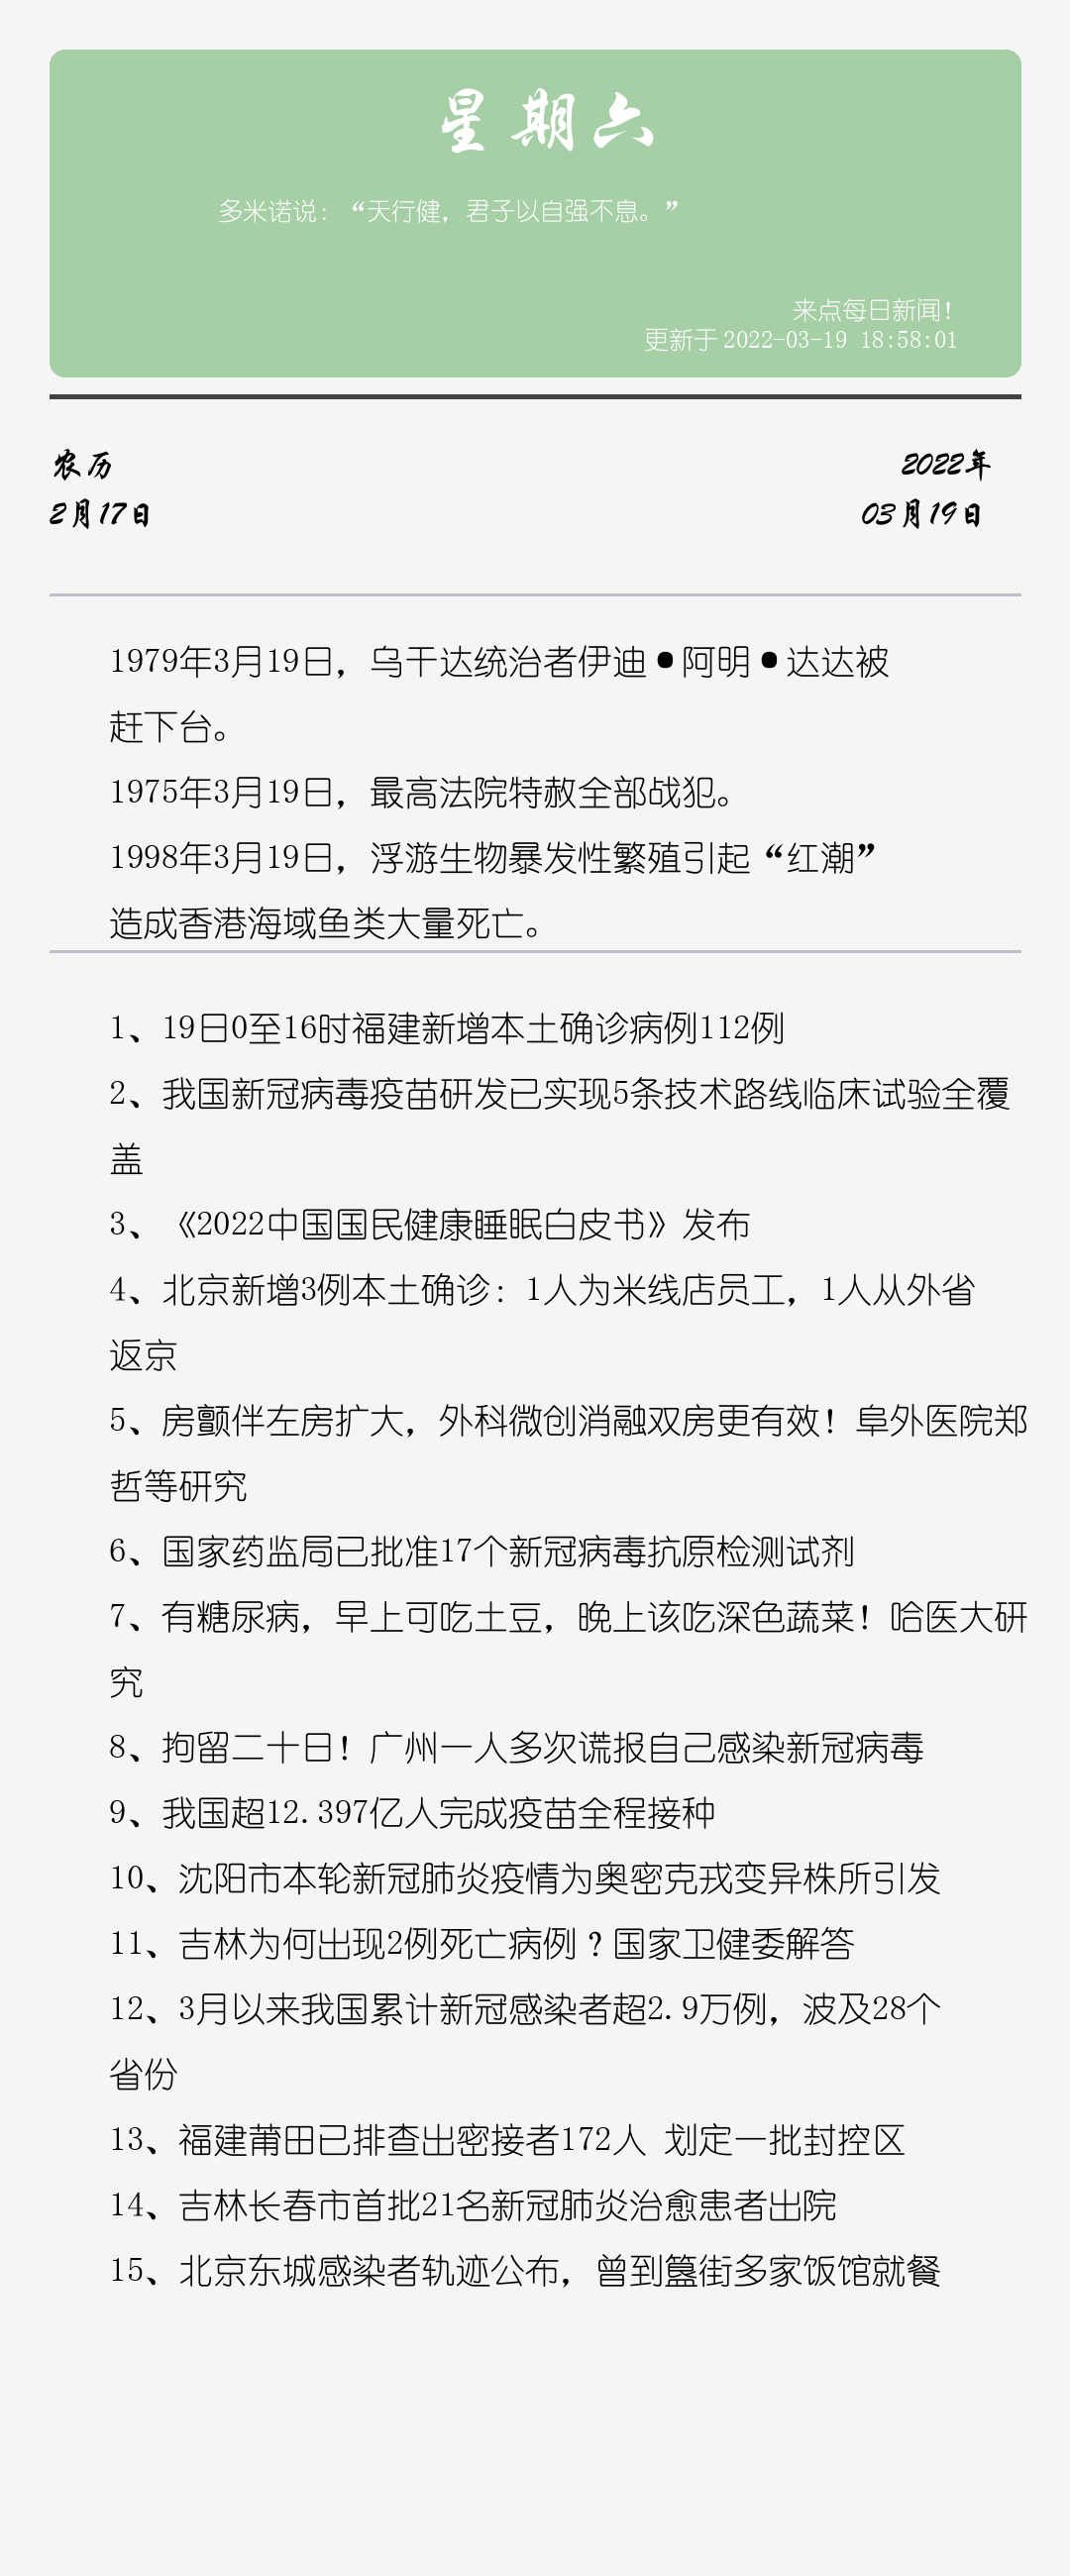 星期六
多米诺说：“天行健，君子以自强不息。”
来点每日新闻！
更新于 2022-03-19 18:58:01
农历
2022年
2月17日
03月19日
1979年3月19日，乌干达统治者伊迪•阿明•达达被
赶下台。
1975年3月19日，最高法院特赦全部战犯。
1998年3月19日，浮游生物暴发性繁殖引起“红潮”
造成香港海域鱼类大量死亡。
1、19日0至16时福建新增本土确诊病例112例
2、我国新冠病毒疫苗研发已实现5条技术路线临床试验全覆
盖
3、《2022中国国民健康睡眠白皮书》发布
4、北京新增3例本土确诊：1人为米线店员工，1人从外省
返京
5、房颤伴左房扩大，外科微创消融双房更有效！阜外医院郑
哲等研究
6、国家药监局已批准17个新冠病毒抗原检测试剂
7、有糖尿病，早上可吃土豆，晚上该吃深色蔬菜！哈医大研
究
8、拘留二十日！广州一人多次谎报自己感染新冠病毒
9、我国超12.397亿人完成疫苗全程接种
10、沈阳市本轮新冠肺炎疫情为奥密克戎变异株所引发
11、吉林为何出现2例死亡病例？国家卫健委解答
12、3月以来我国累计新冠感染者超2.9万例，波及28个
省份
13、福建莆田已排查出密接者172人 划定一批封控区
14、吉林长春市首批21名新冠肺炎治愈患者出院
15、北京东城感染者轨迹公布，曾到簋街多家饭馆就餐